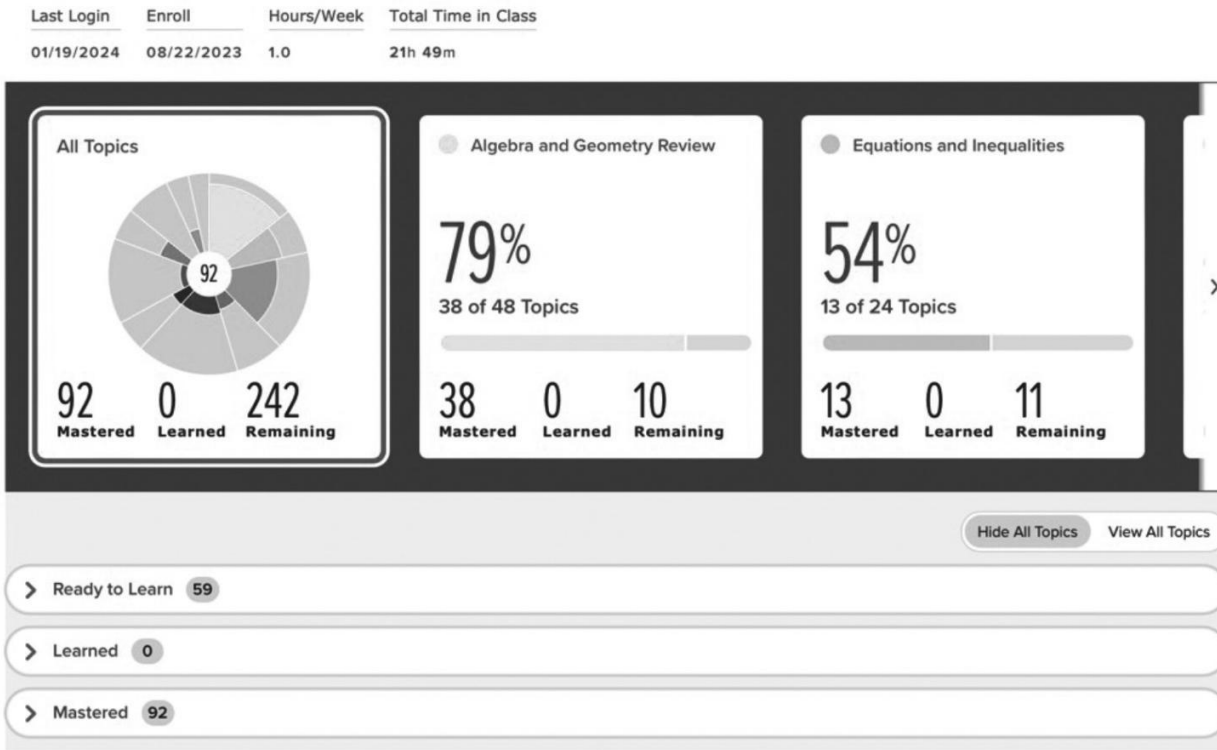 Last Login Enroll Hours/Week Total Time in Class
01/19/2024 08/22/2023 1.0 21h 49m
All Topics
92
92 0 242
Mastered Learned Remaining
Algebra and Geometry Review
79%
38 of 48 Topics
38 0 10
Mastered Learned Remaining
Equations and Inequalities
54%
13 of 24 Topics
13 0 11
Mastered Learned Remaining
Hide All Topics View All Topics
Ready to Learn 59
Learned 0
Mastered 92